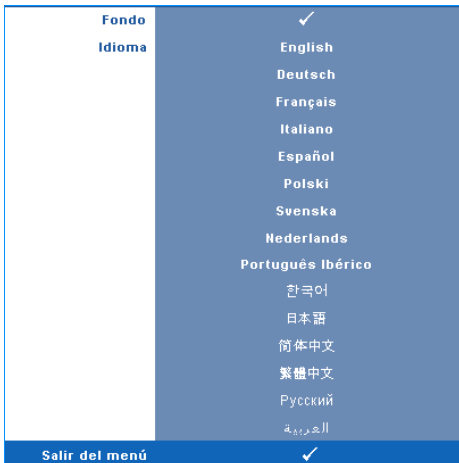 Fondo ✓
Idioma English
Deutsch
Français
Italiano
Español
Polski
Svenska
Nederlands
Português Ibérico
한국어
日本語
简体中文
繁體中文
Русский
العربية
Salir del menú ✓